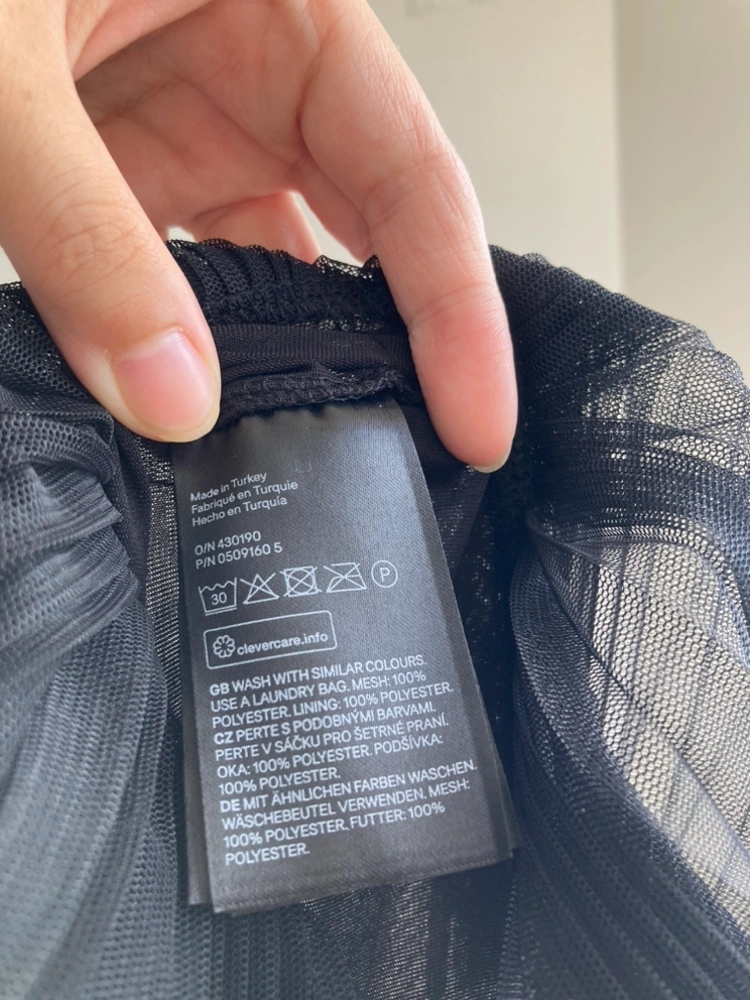 Made in Turkey
Fabriqué en Turquie
Hecho en Turquía
O/N 430190
P/N 0509160 5
30 P
clevercare.info
GB WASH WITH SIMILAR COLOURS.
USE A LAUNDRY BAG. MESH: 100%
POLYESTER. LINING: 100% POLYESTER.
CZ PERTE S PODOBNÝMI BARVAMI.
PERTE V SÁČKU PRO ŠETRNÉ PRANÍ.
OKA: 100% POLYESTER. PODŠÍVKA:
100% POLYESTER.
DE MIT ÄHNLICHEN FARBEN WASCHEN.
WÄSCHEBEUTEL VERWENDEN. MESH:
100% POLYESTER. FUTTER: 100%
POLYESTER.